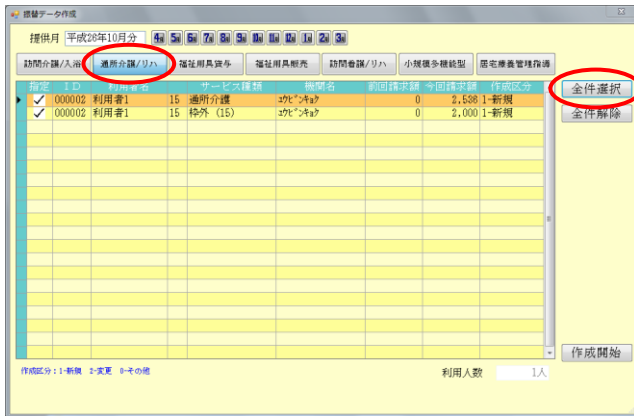 振替データ作成
提供月 平成26年10月分 4月 5月 6月 7月 8月 9月 10月 11月 12月 1月 2月 3月
訪問介護/入浴 通所介護/リハ 福祉用具貸与 福祉用具販売 訪問看護/リハ 小規模多機能型 居宅療養管理指導
指定 ID 利用者名 サービス種類 機関名 前回請求額 今回請求額 作成区分 全件選択
✓ 000002 利用者1 15 通所介護 ユウビンキョク 0 2,538 1-新規
✓ 000002 利用者1 15 枠外 (15) ユウビンキョク 0 2,000 1-新規 全件解除
作成開始
作成区分:1-新規 2-変更 0-その他 利用人数 1人